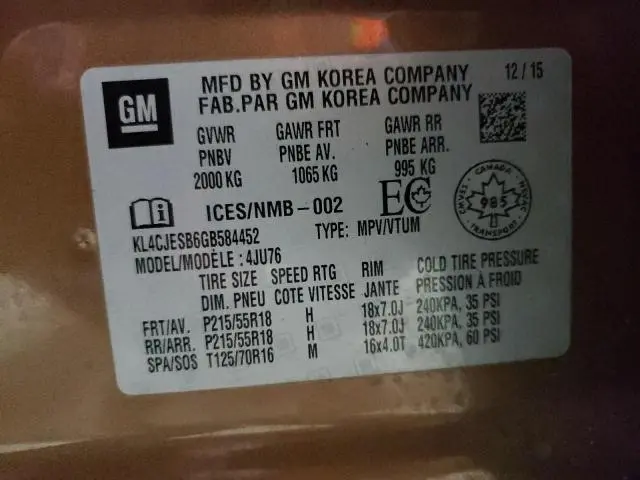 GM
MFD BY GM KOREA COMPANY 12/15
FAB.PAR GM KOREA COMPANY
GVWR GAWR FRT GAWR RR
PNBV PNBE AV. PNBE ARR.
2000 KG 1065 KG 995 KG
ICES/NMB-002 EC
CANADA
985
KL4CJESB6GB584452 TYPE: MPV/VTUM
MODEL/MODÈLE: 4JU76
TIRE SIZE SPEED RTG RIM COLD TIRE PRESSURE
DIM. PNEU COTE VITESSE JANTE PRESSION À FROID
FRT/AV. P215/55R18 H 18x7.0J 240KPA, 35 PSI
RR/ARR. P215/55R18 H 18x7.0J 240KPA, 35 PSI
SPA/SOS T125/70R16 M 16x4.0T 420KPA, 60 PSI